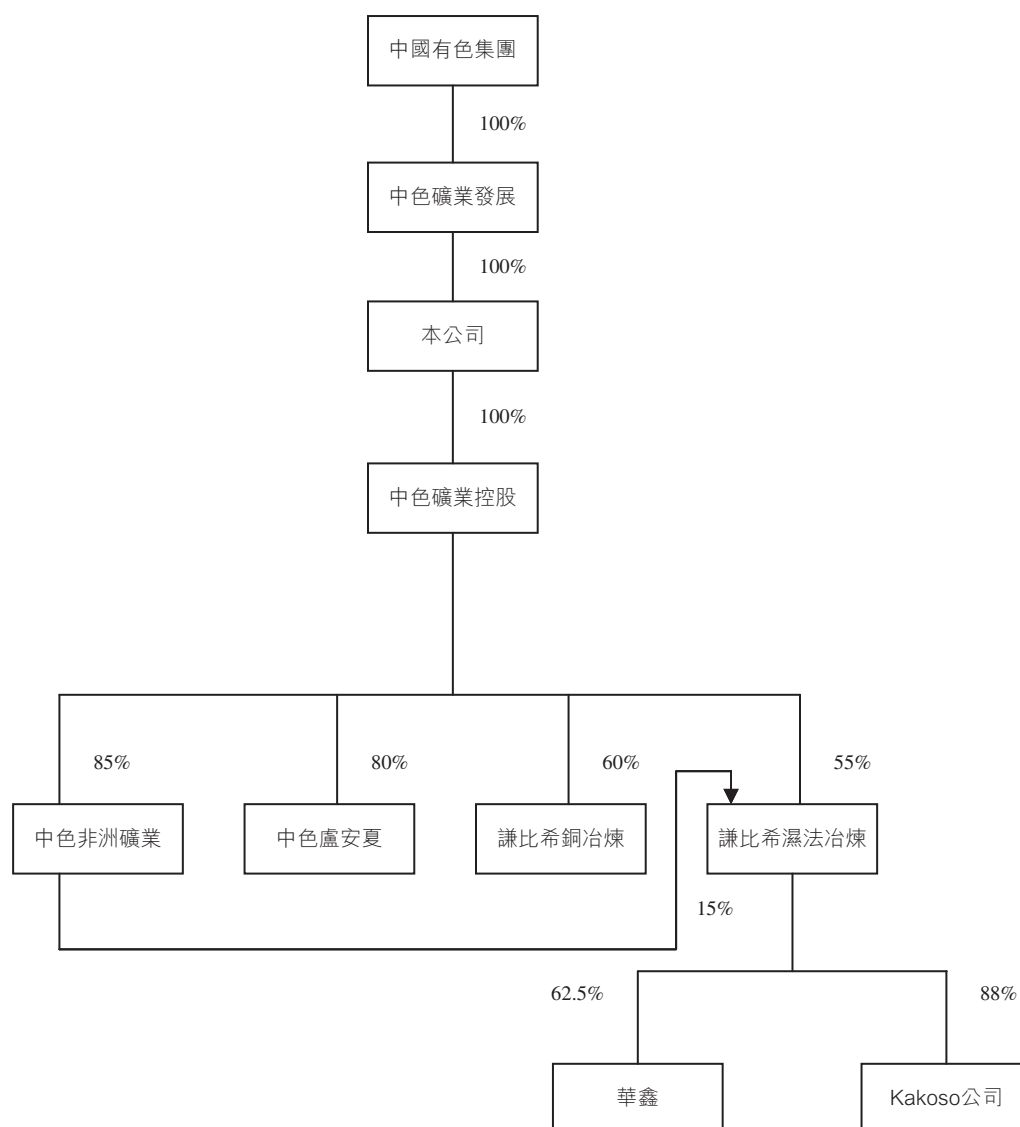 中國有色集團
100%
中色礦業發展
100%
本公司
100%
中色礦業控股
85%
80%
60%
55%
中色非洲礦業
中色盧安夏
謙比希銅冶煉
謙比希濕法冶煉
15%
62.5%
88%
華鑫
Kakoso公司